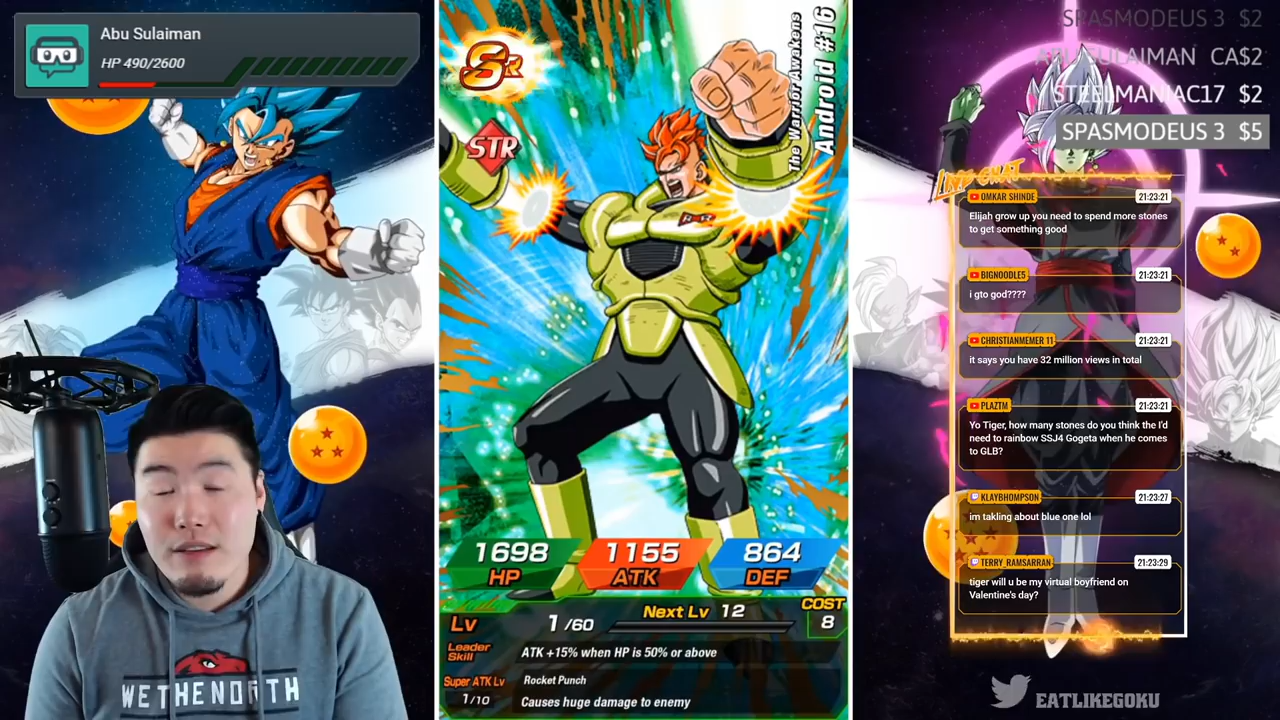 Abu Sulaiman
HP 490/2600
SR
STR
The Warrior Awakens
Android #16
R·R
1698
HP
1155
ATK
864
DEF
Next Lv 12
COST
8
Lv 1/60
Leader Skill
ATK +15% when HP is 50% or above
Super ATK Lv
1/10
Rocket Punch
Causes huge damage to enemy
WETHENORTH
SPASMODEUS 3 $2
ABU SULAIMAN CA$2
STEELMANIAC17 $2
SPASMODEUS 3 $5
LIVE CHAT
OMKAR SHINDE 21:23:21
Elijah grow up you need to spend more stones
to get something good
BIGNOODLE5 21:23:21
i gto god????
CHRISTIANMEMER 11 21:23:21
it says you have 32 million views in total
PLAZTM 21:23:21
Yo Tiger, how many stones do you think the I'd
need to rainbow SSJ4 Gogeta when he comes
to GLB?
KLAYBHOMPSON 21:23:27
im takling about blue one lol
TERRY_RAMSARRAN 21:23:29
tiger will u be my virtual boyfriend on
Valentine's day?
EATLIKEGOKU